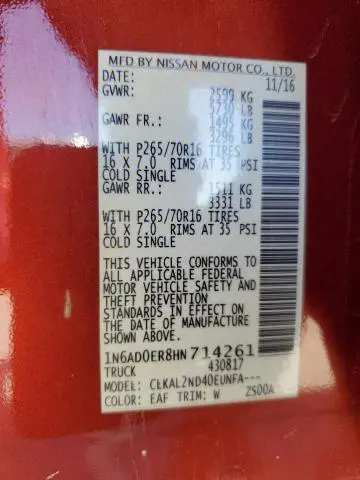 MFD BY NISSAN MOTOR CO., LTD.
DATE: 11/16
GVWR: 2599 KG
5730 LB
GAWR FR.: 1495 KG
3296 LB
WITH P265/70R16 TIRES
16 X 7.0 RIMS AT 35 PSI
COLD SINGLE
GAWR RR.: 1511 KG
3331 LB
WITH P265/70R16 TIRES
16 X 7.0 RIMS AT 35 PSI
COLD SINGLE
THIS VEHICLE CONFORMS TO
ALL APPLICABLE FEDERAL
MOTOR VEHICLE SAFETY AND
THEFT PREVENTION
STANDARDS IN EFFECT ON
THE DATE OF MANUFACTURE
SHOWN ABOVE.
1N6AD0ER8HN714261
TRUCK 430817
MODEL: CLKAL2ND40EUNFA---
COLOR: EAF TRIM: W 2S00A